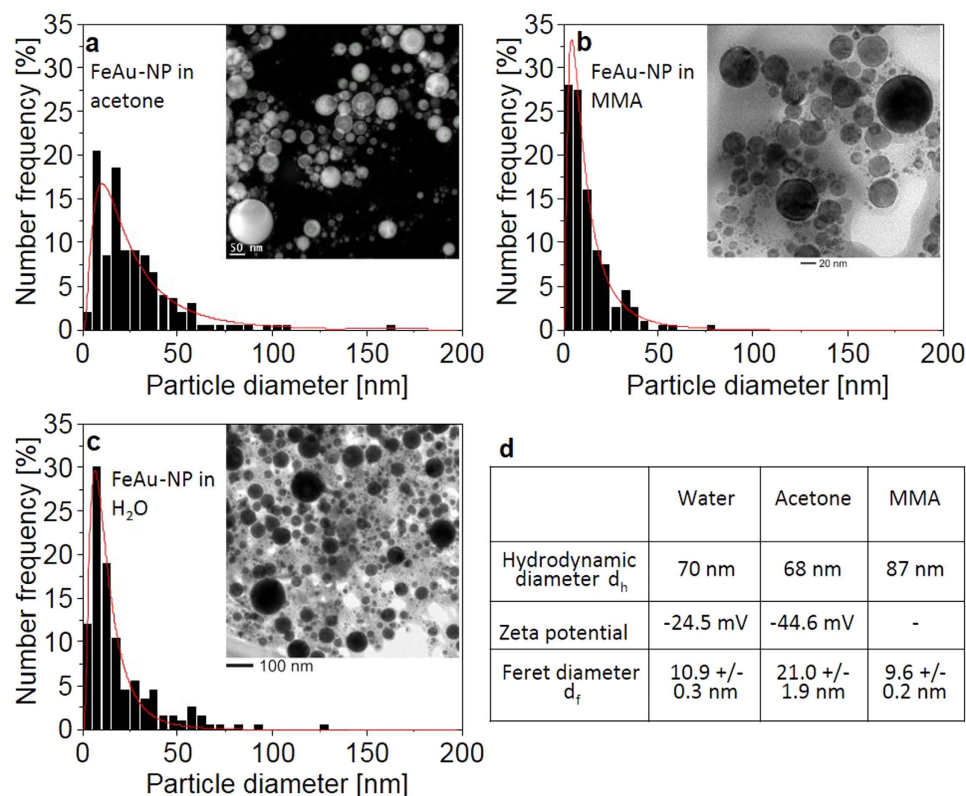 a
FeAu-NP in
acetone
50 nm
Number frequency [%]
35
30
25
20
15
10
5
0
0 50 100 150 200
Particle diameter [nm]
b
FeAu-NP in
MMA
20 nm
Number frequency [%]
35
30
25
20
15
10
5
0
0 50 100 150 200
Particle diameter [nm]
c
FeAu-NP in
H₂O
100 nm
Number frequency [%]
35
30
25
20
15
10
5
0
0 50 100 150 200
Particle diameter [nm]
d
Water Acetone MMA
Hydrodynamic
diameter dₕ 70 nm 68 nm 87 nm
Zeta potential -24.5 mV -44.6 mV -
Feret diameter 10.9 +/- 21.0 +/- 9.6 +/-
d_f 0.3 nm 1.9 nm 0.2 nm